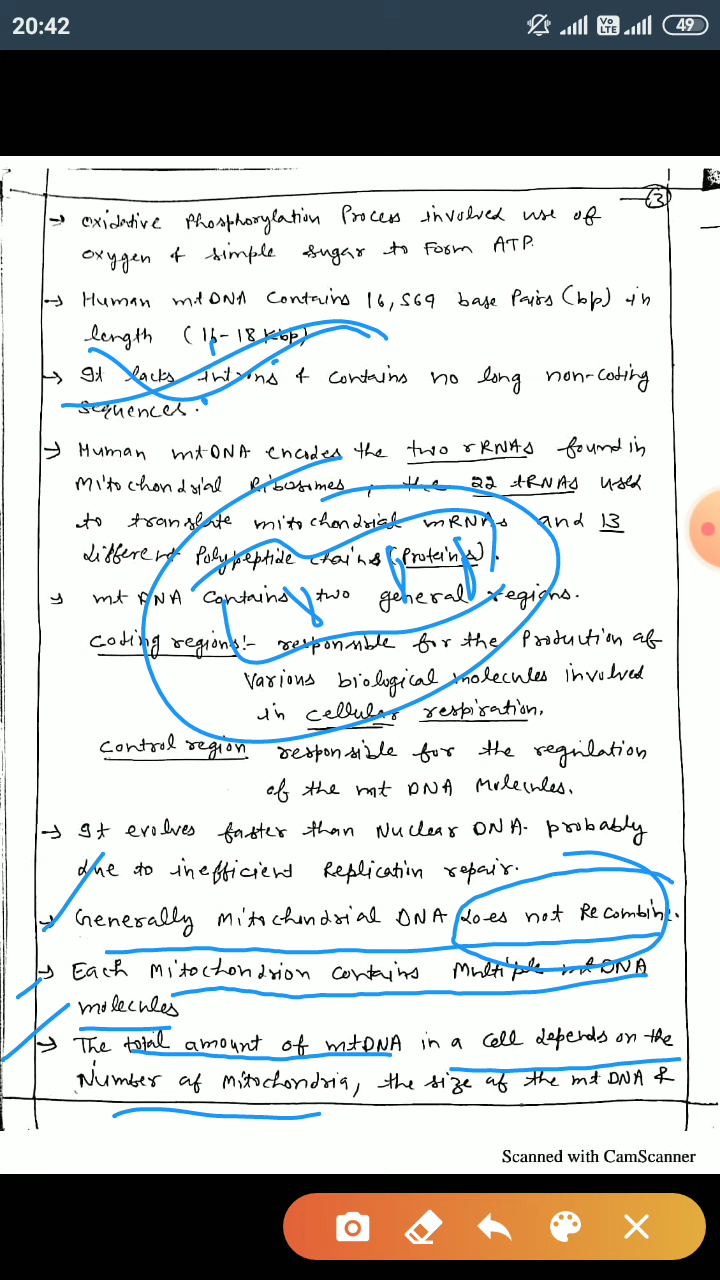 20:42
Vo
LTE
49
③
→ oxidative Phosphorylation Process involved use of
oxygen & simple sugar to Form ATP.
→ Human mtDNA contains 16,569 base Pairs (bp) in
length (16-18 Kbp)
→ It lacks introns & contains no long non-coding
sequences.
→ Human mtDNA encodes the two rRNAs found in
Mitochondrial Ribosomes, the 22 tRNAs used
to translate mitochondrial mRNAs and 13
different Polypeptide chains (Proteins).
→ mt DNA contains two general regions.
Coding regions:- responsible for the Production of
Various biological molecules involved
in cellular respiration.
Control region responsible for the regulation
of the mt DNA Molecules.
→ It evolves faster than Nuclear DNA. probably
due to inefficient Replication repair.
→ Generally Mitochondrial DNA does not Recombine.
→ Each Mitochondrion contains Multiple mtDNA
molecules
→ The total amount of mtDNA in a cell depends on the
Number of Mitochondria, the size of the mt DNA &
Scanned with CamScanner